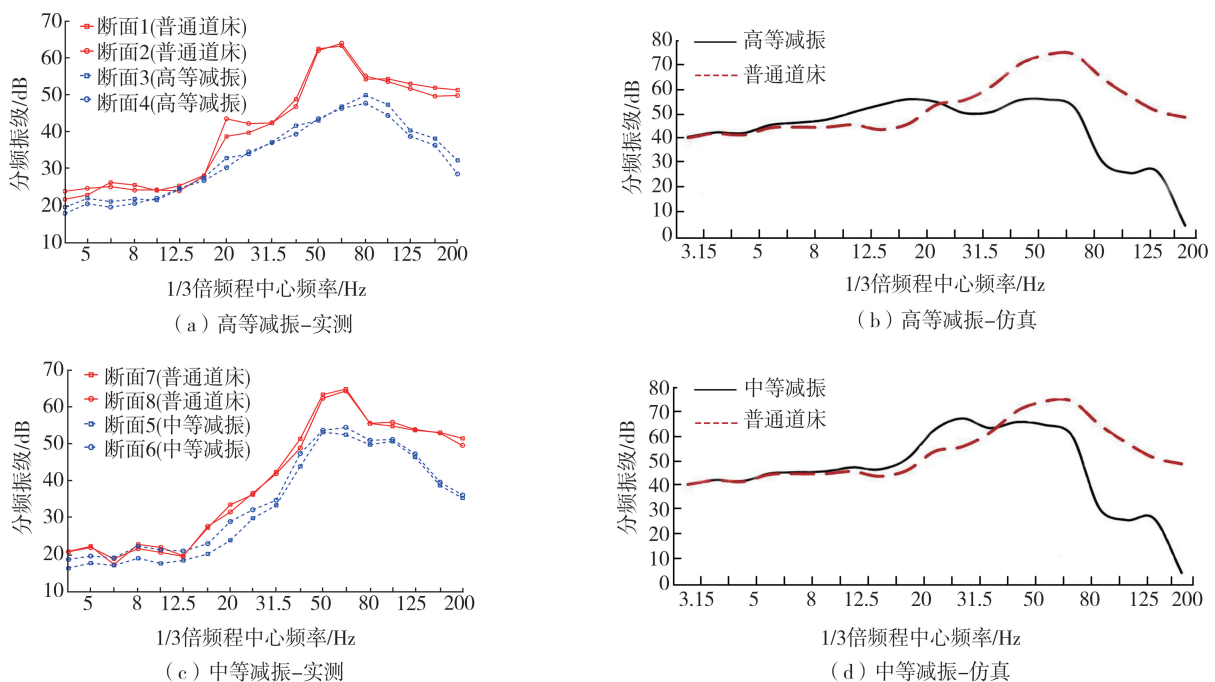 断面1(普通道床)
断面2(普通道床)
断面3(高等减振)
断面4(高等减振)
分频振级/dB
70
60
50
40
30
20
10
5 8 12.5 20 31.5 50 80 125 200
1/3倍频程中心频率/Hz
(a)高等减振-实测
高等减振
普通道床
分频振级/dB
80
70
60
50
40
30
20
10
0
3.15 5 8 12.5 20 31.5 50 80 125 200
1/3倍频程中心频率/Hz
(b)高等减振-仿真
断面7(普通道床)
断面8(普通道床)
断面5(中等减振)
断面6(中等减振)
分频振级/dB
70
60
50
40
30
20
10
5 8 12.5 20 31.5 50 80 125 200
1/3倍频程中心频率/Hz
(c)中等减振-实测
中等减振
普通道床
分频振级/dB
80
70
60
50
40
30
20
10
0
3.15 5 8 12.5 20 31.5 50 80 125 200
1/3倍频程中心频率/Hz
(d)中等减振-仿真